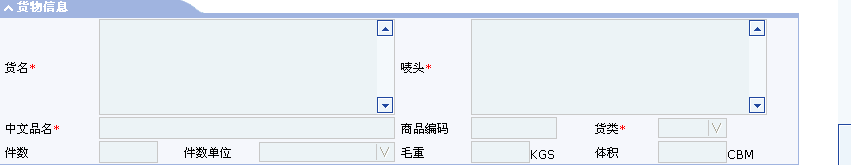 货物信息
货名* 唛头*
中文品名* 商品编码 货类*
件数 件数单位 毛重 KGS 体积 CBM